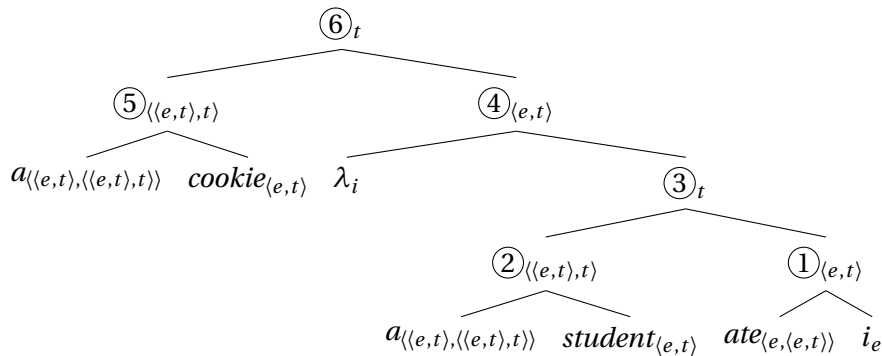 ⑥t
⑤⟨⟨e,t⟩,t⟩ ④⟨e,t⟩
a⟨⟨e,t⟩,⟨⟨e,t⟩,t⟩⟩ cookie⟨e,t⟩ λi ③t
②⟨⟨e,t⟩,t⟩ ①⟨e,t⟩
a⟨⟨e,t⟩,⟨⟨e,t⟩,t⟩⟩ student⟨e,t⟩ ate⟨e,⟨e,t⟩⟩ ie